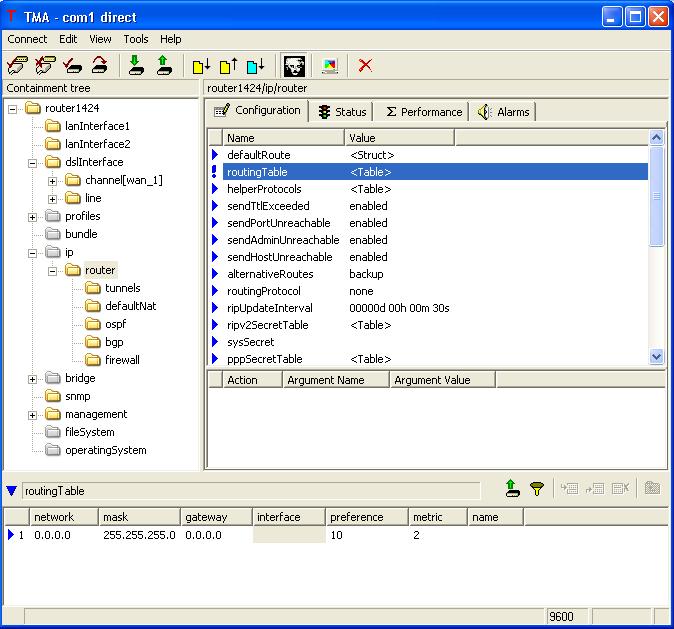 TMA - com1 direct
Connect Edit View Tools Help
Containment tree
router1424/ip/router
router1424
lanInterface1
lanInterface2
dslInterface
channel[wan_1]
line
profiles
bundle
ip
router
tunnels
defaultNat
ospf
bgp
firewall
bridge
snmp
management
fileSystem
operatingSystem
Configuration Status Σ Performance Alarms
Name Value
defaultRoute <Struct>
routingTable <Table>
helperProtocols <Table>
sendTtlExceeded enabled
sendPortUnreachable enabled
sendAdminUnreachable enabled
sendHostUnreachable enabled
alternativeRoutes backup
routingProtocol none
ripUpdateInterval 00000d 00h 00m 30s
ripv2SecretTable <Table>
sysSecret
pppSecretTable <Table>
Action Argument Name Argument Value
routingTable
network mask gateway interface preference metric name
1 0.0.0.0 255.255.255.0 0.0.0.0 10 2
9600